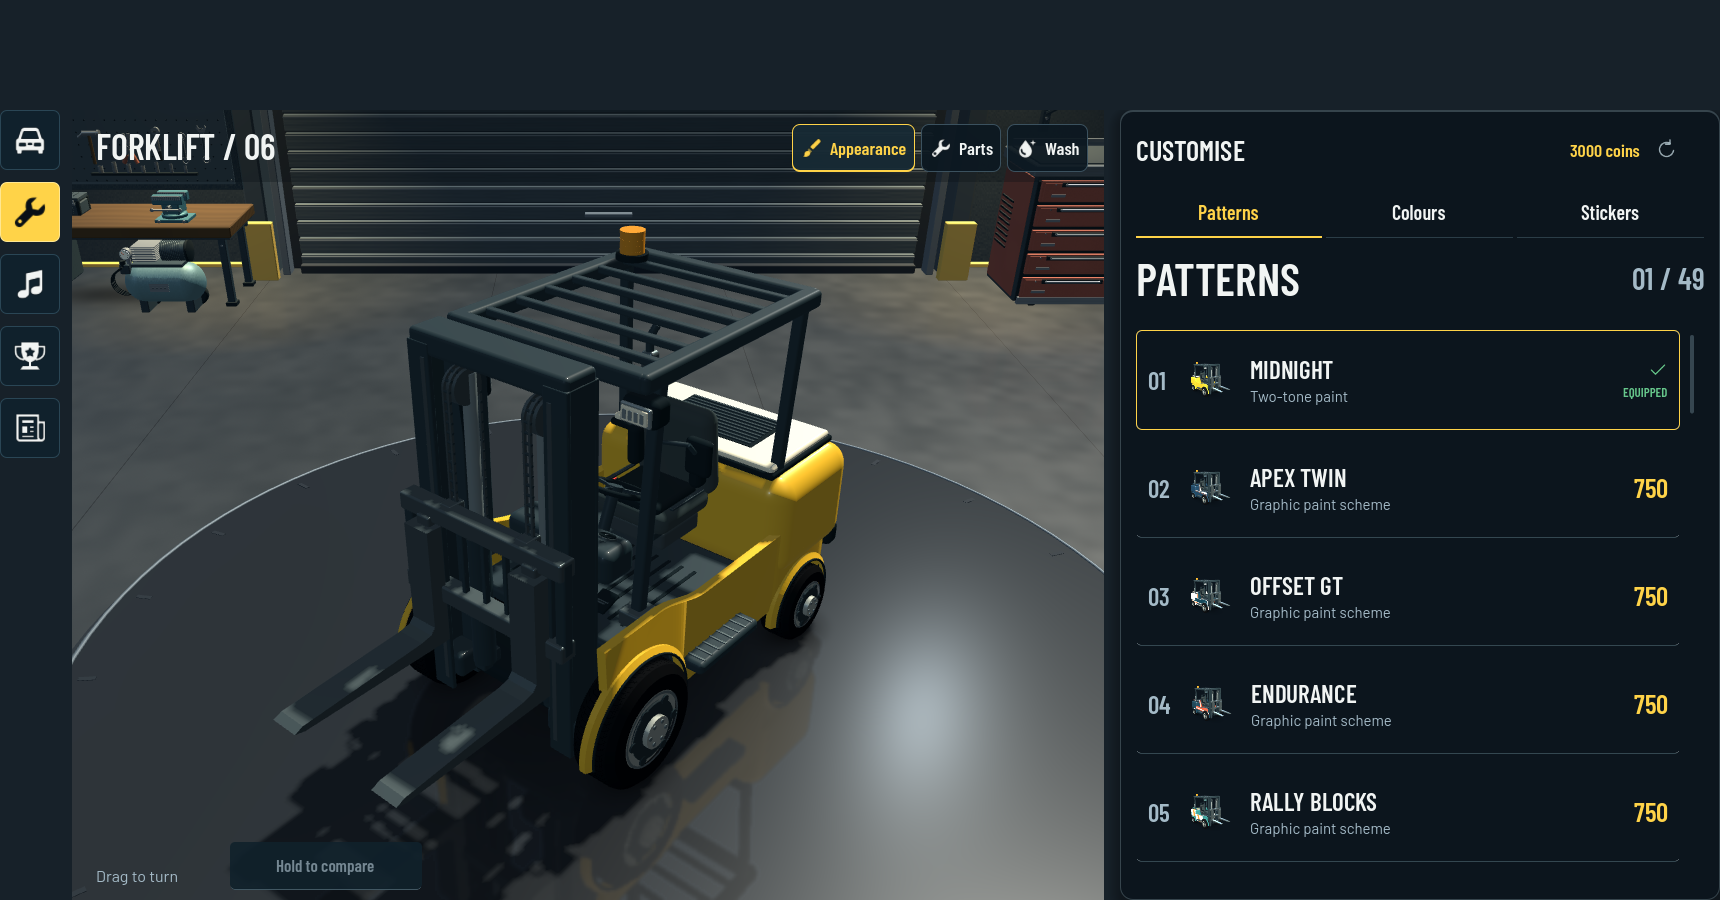 FORKLIFT / 06
Appearance
Parts
Wash
Drag to turn
Hold to compare
CUSTOMISE
3000 coins
Patterns
Colours
Stickers
PATTERNS
01 / 49
01
MIDNIGHT
Two-tone paint
EQUIPPED
02
APEX TWIN
Graphic paint scheme
750
03
OFFSET GT
Graphic paint scheme
750
04
ENDURANCE
Graphic paint scheme
750
05
RALLY BLOCKS
Graphic paint scheme
750